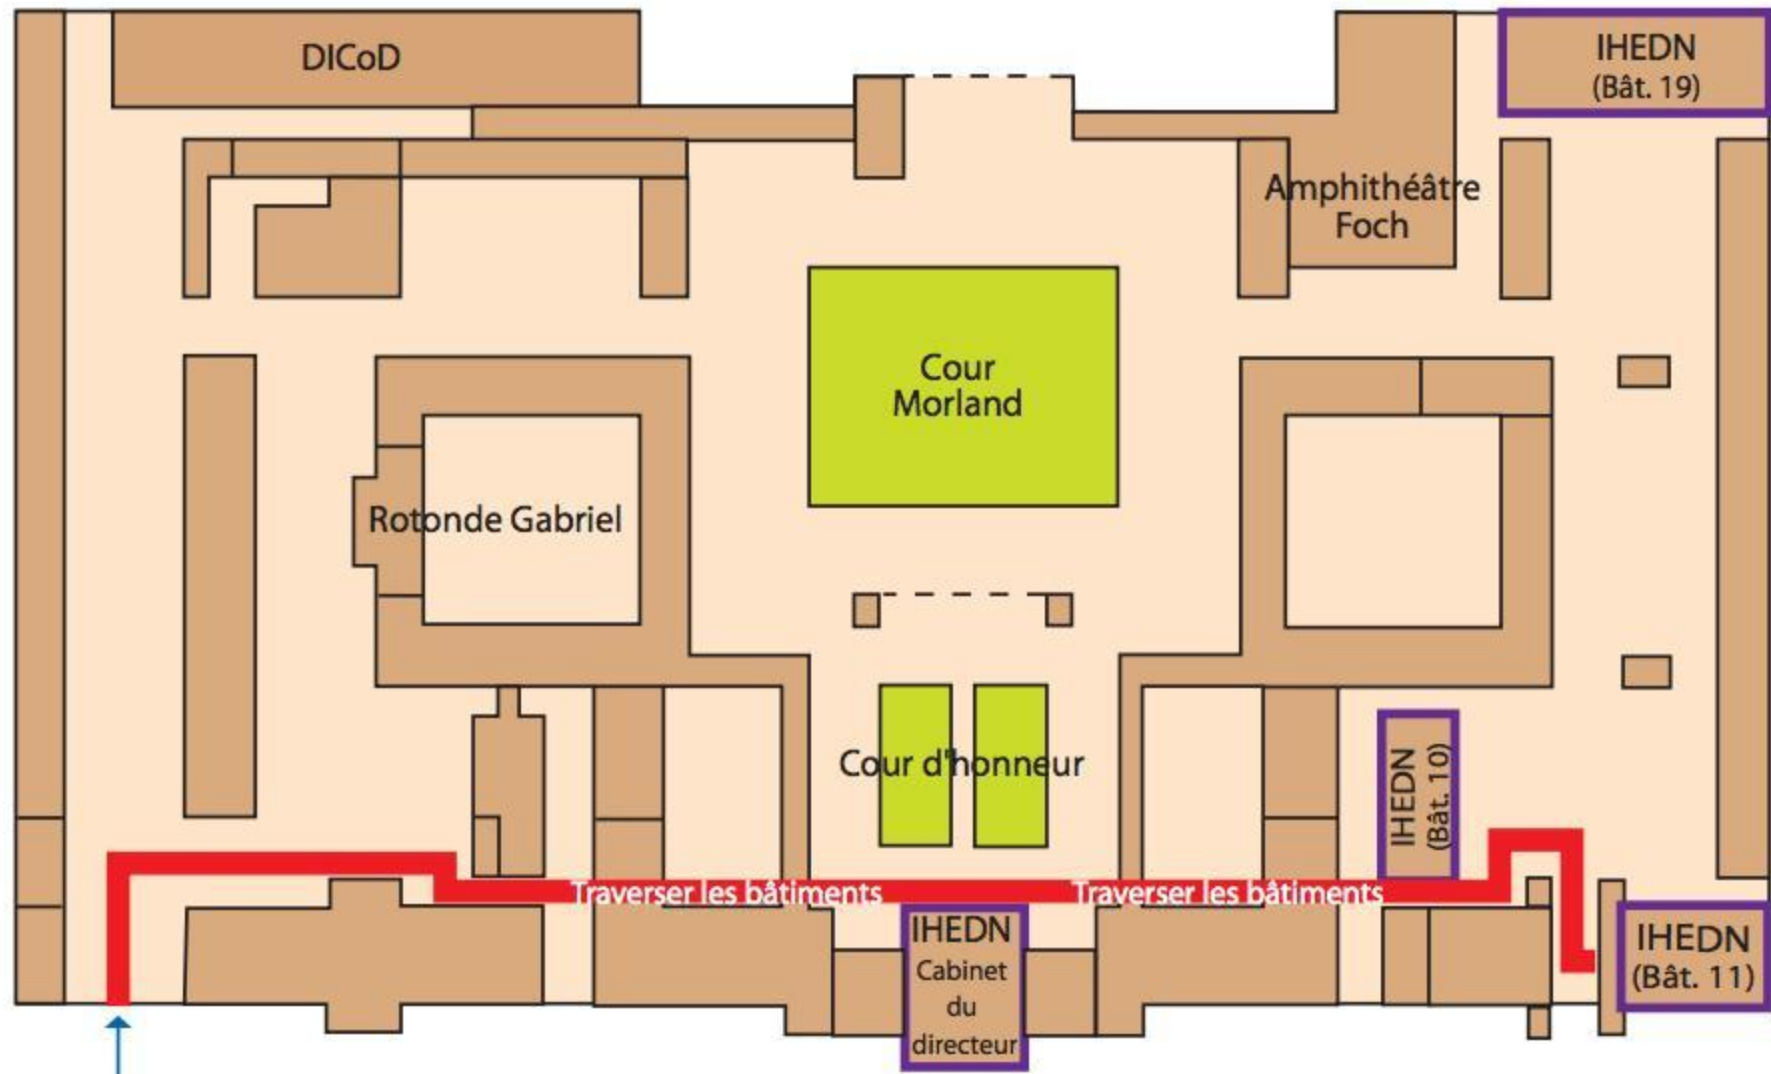 DICoD
IHEDN
(Bât. 19)
Amphithéâtre
Foch
Cour
Morland
Rotonde Gabriel
Cour d'honneur
IHEDN
(Bât. 10)
Traverser les bâtiments
Traverser les bâtiments
IHEDN
Cabinet
du
directeur
IHEDN
(Bât. 11)